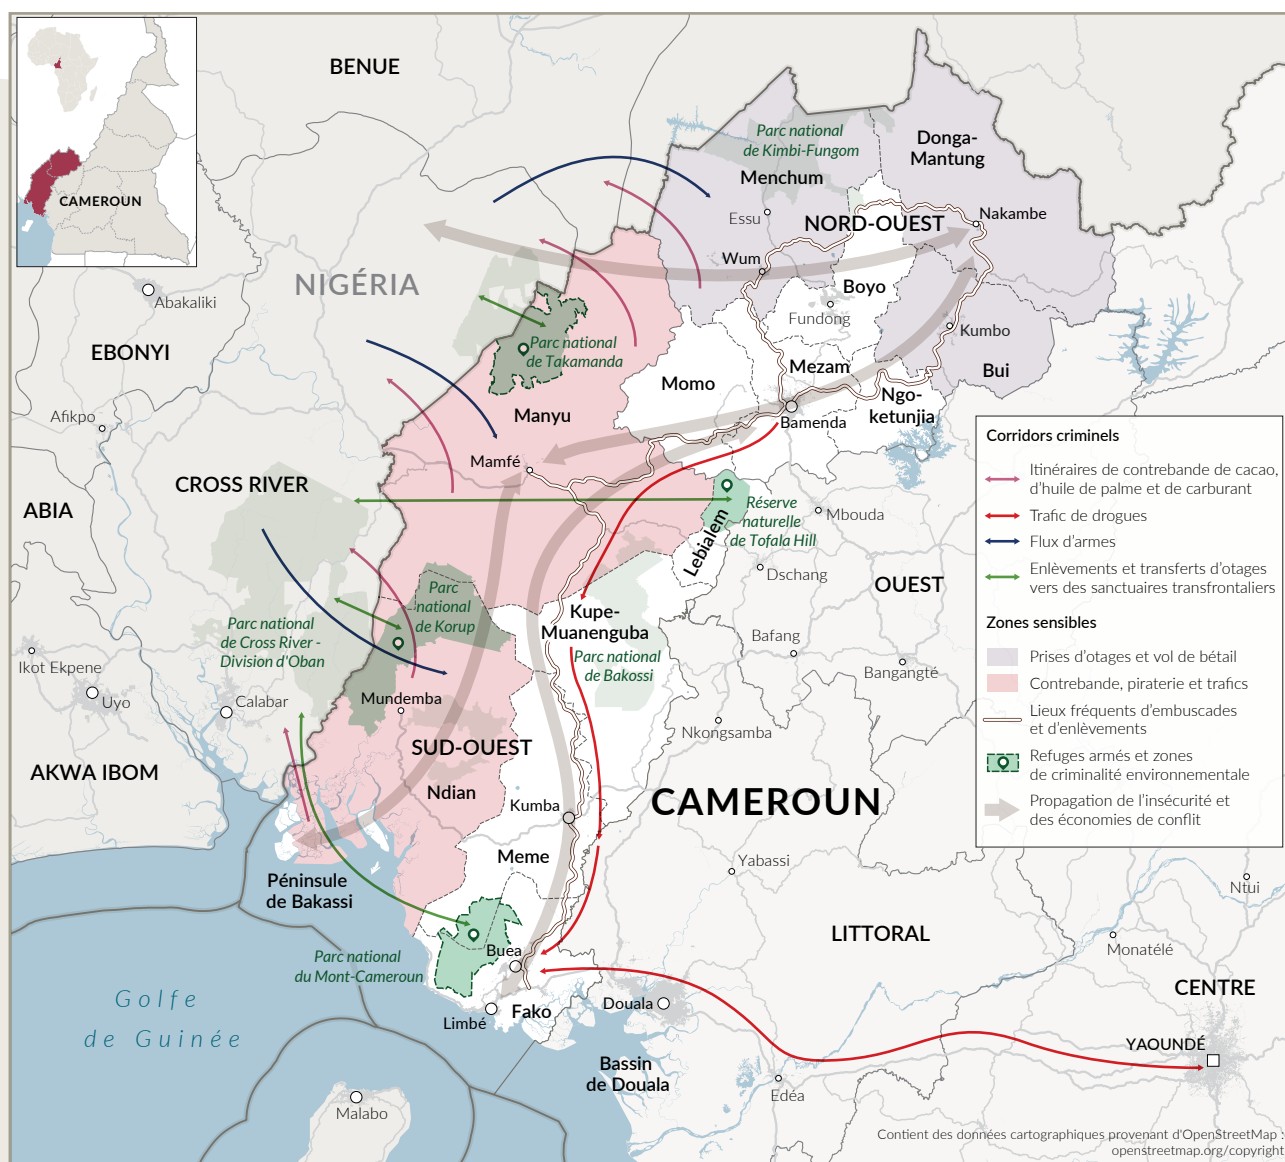 CAMEROUN
BENUE
NIGÉRIA
Abakaliki
EBONYI
Afikpo
CROSS RIVER
ABIA
Ikot Ekpene
Uyo
Calabar
AKWA IBOM
Parc national
de Cross River -
Division d'Oban
Parc national
de Kimbi-Fungom
Menchum
Donga-
Mantung
Essu
NORD-OUEST
Nakambe
Wum
Boyo
Fundong
Kumbo
Parc national
de Takamanda
Momo
Mezam
Bui
Ngo-
ketunjia
Manyu
Bamenda
Mamfé
Réserve
naturelle
de Tofala Hill
Lebialem
Mbouda
Dschang
OUEST
Parc
national
de Korup
Kupe-
Muanenguba
Parc national
de Bakossi
Bafang
Bangangté
Mundemba
Nkongsamba
SUD-OUEST
Ndian
CAMEROUN
Kumba
Meme
Yabassi
Péninsule
de Bakassi
Ntui
LITTORAL
Monatélé
Parc national
du Mont-Cameroun
Buea
CENTRE
Golfe
de Guinée
Limbé
Fako
Douala
YAOUNDÉ
Bassin
de Douala
Edéa
Malabo
Corridors criminels
Itinéraires de contrebande de cacao,
d'huile de palme et de carburant
Trafic de drogues
Flux d'armes
Enlèvements et transferts d'otages
vers des sanctuaires transfrontaliers
Zones sensibles
Prises d'otages et vol de bétail
Contrebande, piraterie et trafics
Lieux fréquents d'embuscades
et d'enlèvements
Refuges armés et zones
de criminalité environnementale
Propagation de l'insécurité et
des économies de conflit
Contient des données cartographiques provenant d'OpenStreetMap :
openstreetmap.org/copyright